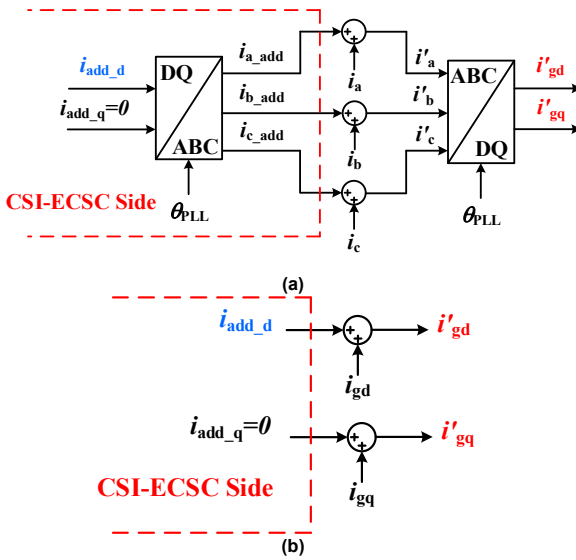 i_add_d
i_add_q=0
DQ
ABC
θ_PLL
CSI-ECSC Side
i_a_add
i_b_add
i_c_add
+
+
i_a
+
+
i_b
+
+
i_c
i'_a
i'_b
i'_c
ABC
DQ
θ_PLL
i'_gd
i'_gq
(a)
i_add_d
+
+
i_gd
i'_gd
i_add_q=0
+
+
i_gq
i'_gq
CSI-ECSC Side
(b)